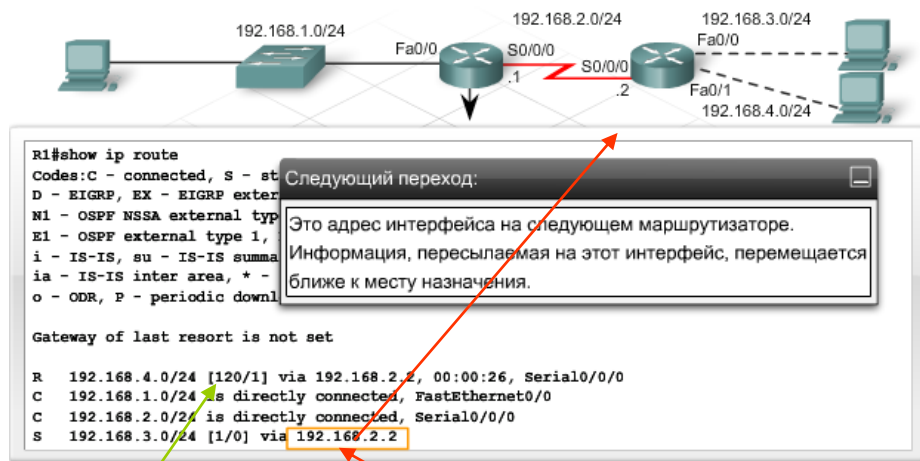 192.168.1.0/24
192.168.2.0/24
192.168.3.0/24
Fa0/0
S0/0/0
S0/0/0
Fa0/0
.1
.2
Fa0/1
192.168.4.0/24
R1#show ip route
Codes:C - connected, S - st
D - EIGRP, EX - EIGRP exter
N1 - OSPF NSSA external typ
E1 - OSPF external type 1,
i - IS-IS, su - IS-IS summa
ia - IS-IS inter area, * -
o - ODR, P - periodic downl
Следующий переход:
Это адрес интерфейса на следующем маршрутизаторе.
Информация, пересылаемая на этот интерфейс, перемещается
ближе к месту назначения.
Gateway of last resort is not set
R 192.168.4.0/24 [120/1] via 192.168.2.2, 00:00:26, Serial0/0/0
C 192.168.1.0/24 is directly connected, FastEthernet0/0
C 192.168.2.0/24 is directly connected, Serial0/0/0
S 192.168.3.0/24 [1/0] via 192.168.2.2